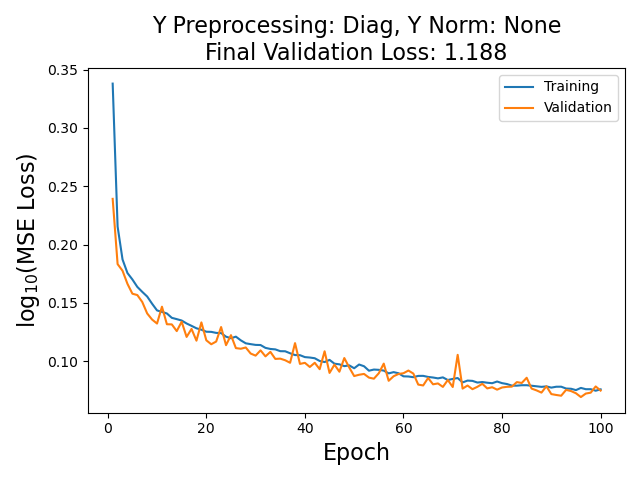 Y Preprocessing: Diag, Y Norm: None
Final Validation Loss: 1.188
Training
Validation
log₁₀(MSE Loss)
0.35
0.30
0.25
0.20
0.15
0.10
0
20
40
60
80
100
Epoch